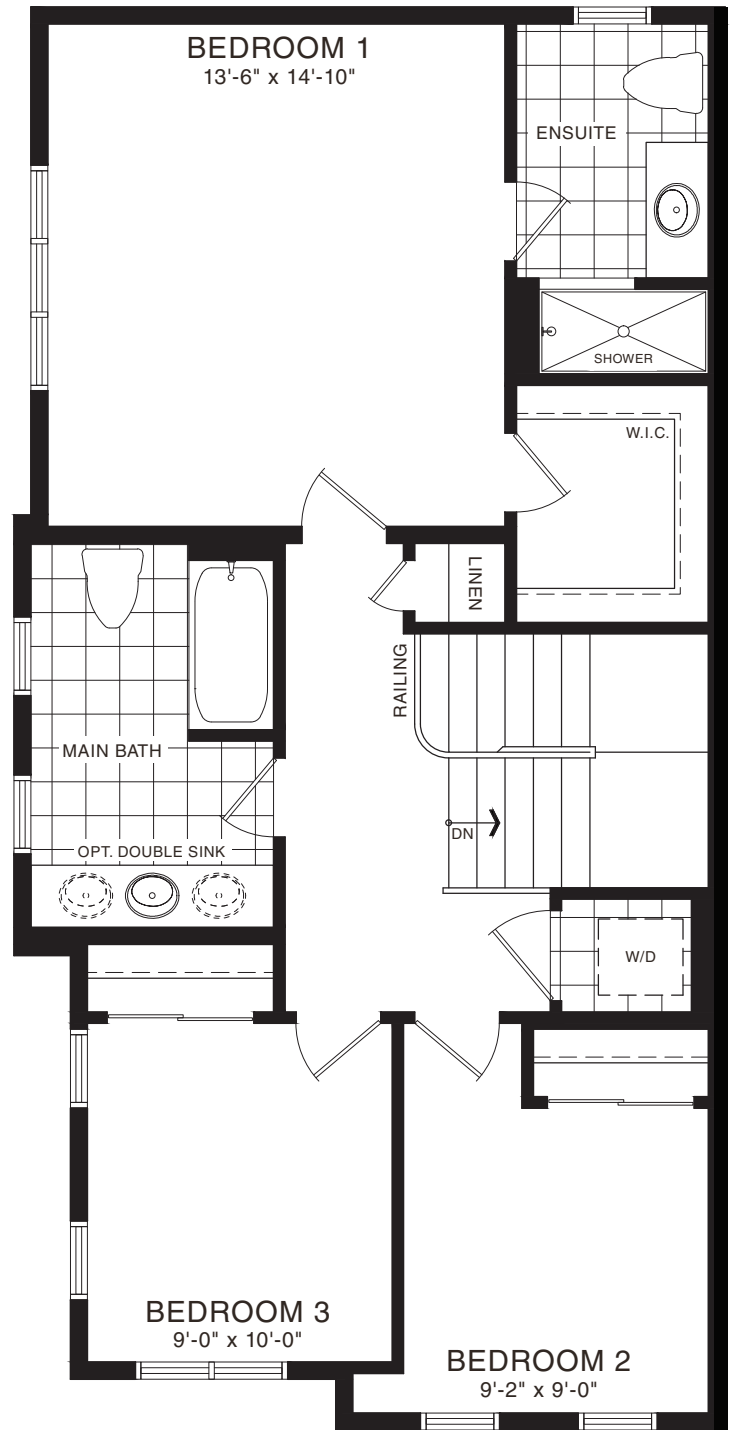 BEDROOM 1
13'-6" x 14'-10"
ENSUITE
SHOWER
W.I.C.
LINEN
RAILING
MAIN BATH
DN
OPT. DOUBLE SINK
W/D
BEDROOM 3
9'-0" x 10'-0"
BEDROOM 2
9'-2" x 9'-0"